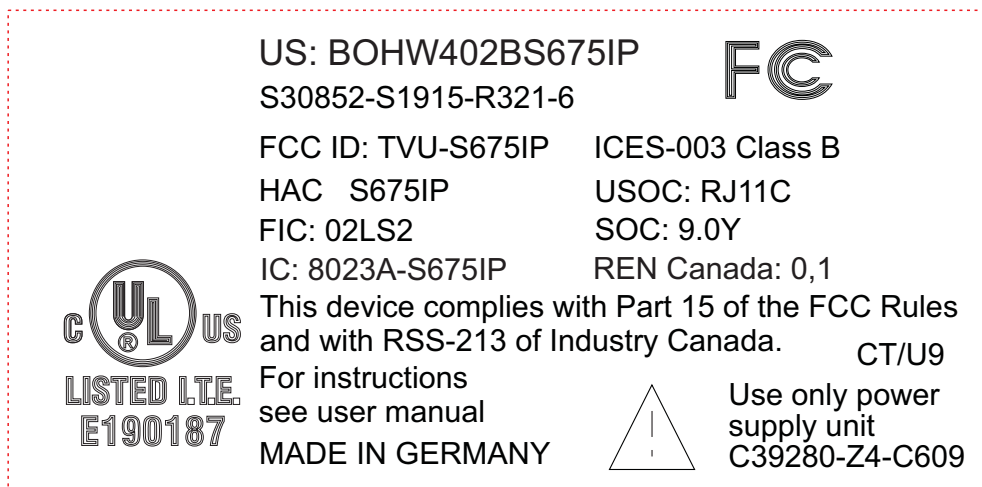 US: BOHW402BS675IP
FC
S30852-S1915-R321-6
FCC ID: TVU-S675IP ICES-003 Class B
HAC S675IP USOC: RJ11C
FIC: 02LS2 SOC: 9.0Y
IC: 8023A-S675IP REN Canada: 0,1
This device complies with Part 15 of the FCC Rules
and with RSS-213 of Industry Canada.
CT/U9
C UL ® US
LISTED I.T.E.
E190187
For instructions
see user manual
MADE IN GERMANY
!
Use only power
supply unit
C39280-Z4-C609